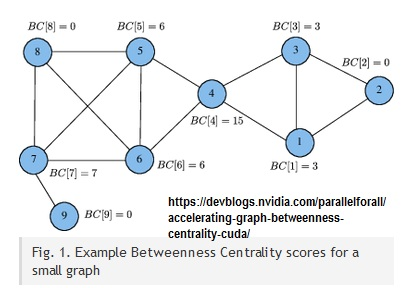 BC[8] = 0
BC[5] = 6
BC[3] = 3
8
5
3
BC[2] = 0
4
2
BC[4] = 15
1
7
6
BC[7] = 7
BC[6] = 6
BC[1] = 3
9
BC[9] = 0
https://devblogs.nvidia.com/parallelforall/
accelerating-graph-betweenness-
centrality-cuda/
Fig. 1. Example Betweenness Centrality scores for a
small graph